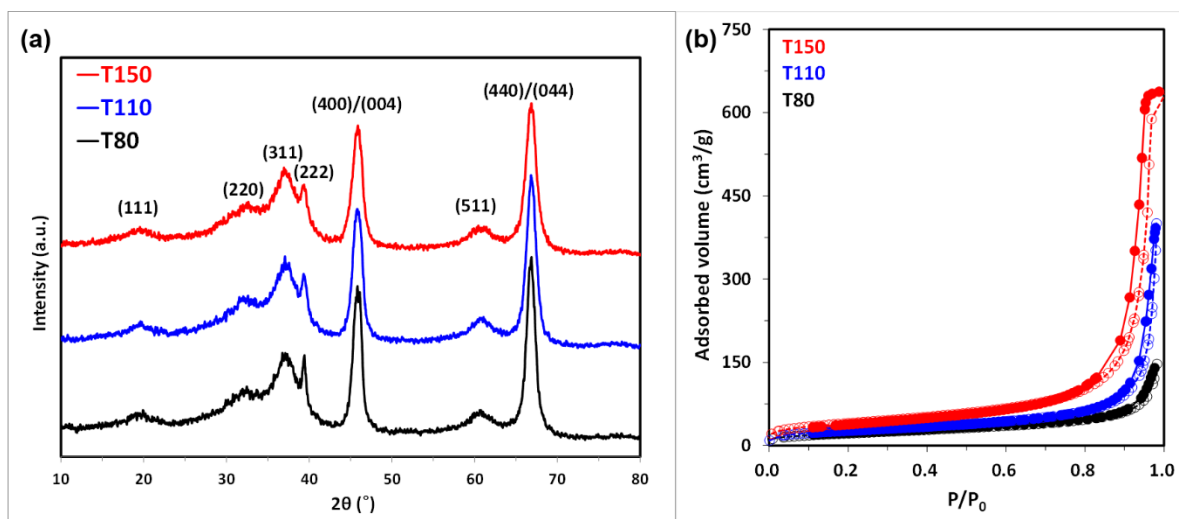 (a)
T150
T110
T80
(111)
(220)
(311)
(222)
(400)/(004)
(511)
(440)/(044)
Intensity (a.u.)
10 20 30 40 50 60 70 80
2θ (°)
(b)
T150
T110
T80
Adsorbed volume (cm³/g)
750
600
450
300
150
0
0.0 0.2 0.4 0.6 0.8 1.0
P/P₀